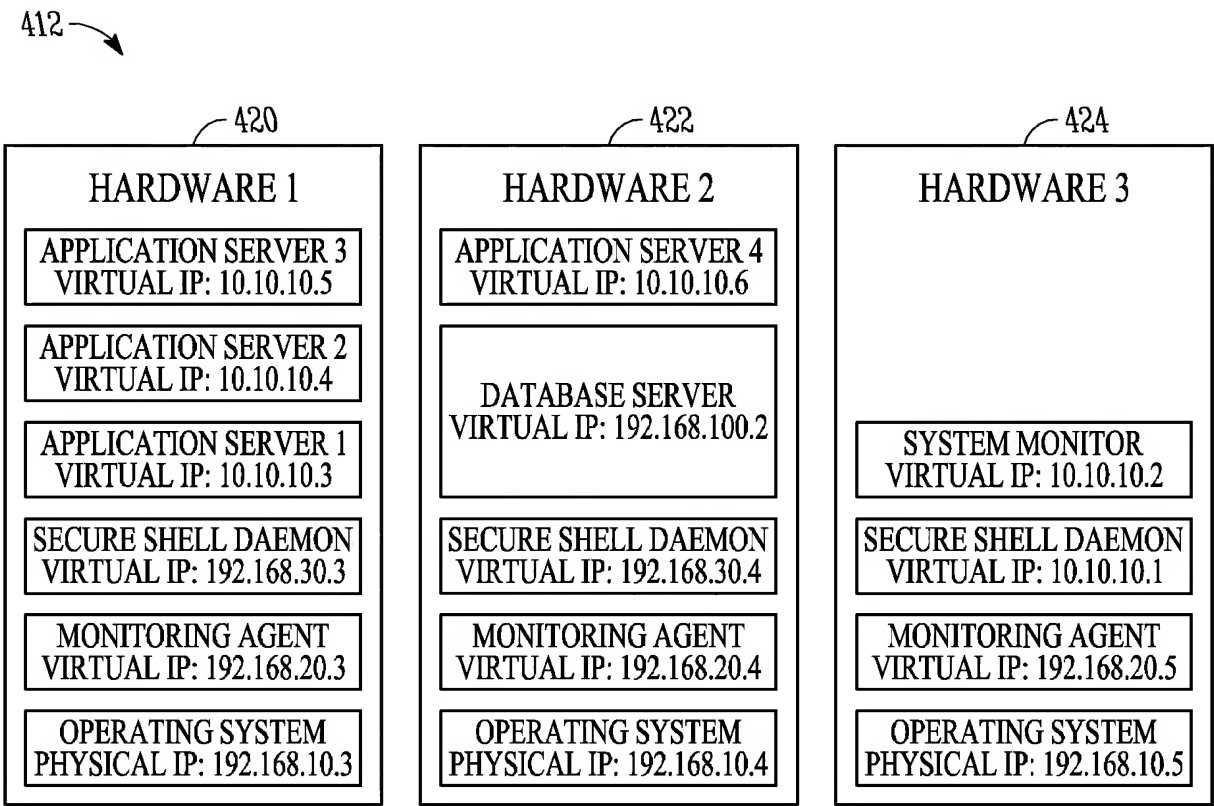 412
420
HARDWARE 1
APPLICATION SERVER 3
VIRTUAL IP: 10.10.10.5
APPLICATION SERVER 2
VIRTUAL IP: 10.10.10.4
APPLICATION SERVER 1
VIRTUAL IP: 10.10.10.3
SECURE SHELL DAEMON
VIRTUAL IP: 192.168.30.3
MONITORING AGENT
VIRTUAL IP: 192.168.20.3
OPERATING SYSTEM
PHYSICAL IP: 192.168.10.3
422
HARDWARE 2
APPLICATION SERVER 4
VIRTUAL IP: 10.10.10.6
DATABASE SERVER
VIRTUAL IP: 192.168.100.2
SECURE SHELL DAEMON
VIRTUAL IP: 192.168.30.4
MONITORING AGENT
VIRTUAL IP: 192.168.20.4
OPERATING SYSTEM
PHYSICAL IP: 192.168.10.4
424
HARDWARE 3
SYSTEM MONITOR
VIRTUAL IP: 10.10.10.2
SECURE SHELL DAEMON
VIRTUAL IP: 10.10.10.1
MONITORING AGENT
VIRTUAL IP: 192.168.20.5
OPERATING SYSTEM
PHYSICAL IP: 192.168.10.5